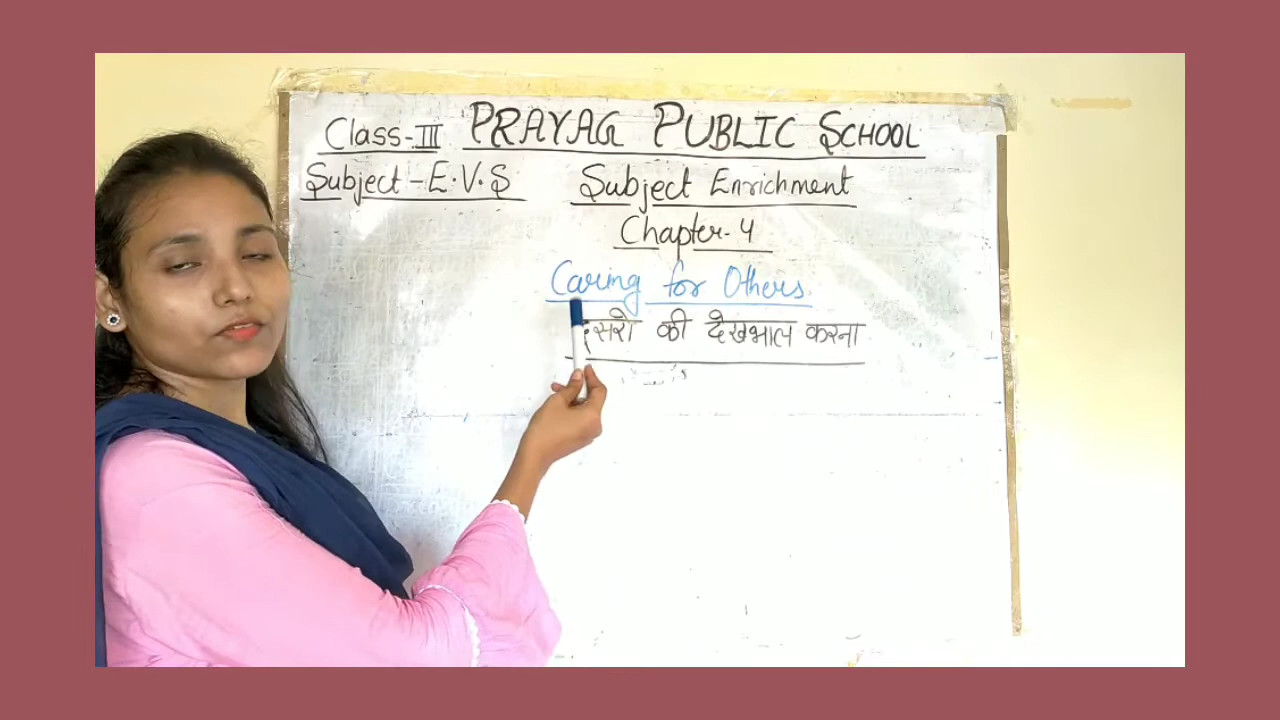 Class-III PRAYAG PUBLIC SCHOOL
Subject-E.V.S Subject Enrichment
Chapter-4
Caring for Others
की देखभाल करना